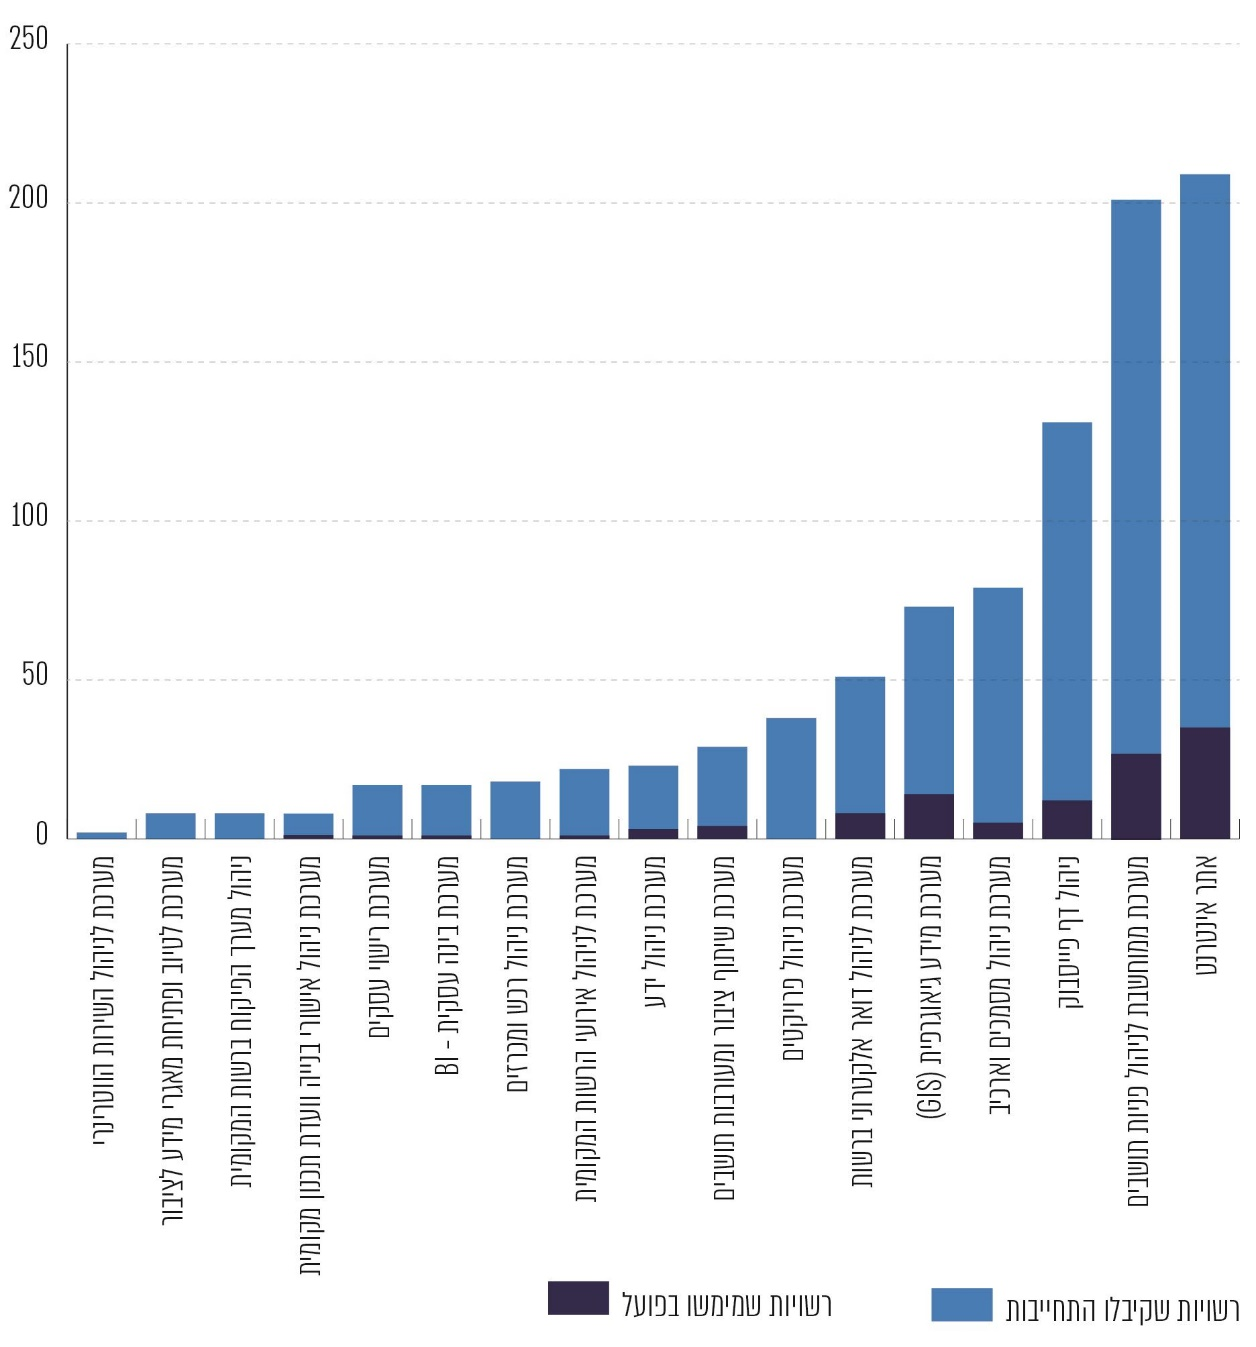 250
200
150
100
50
0
אתר אינטרנט
מערכת ממוחשבת לניהול פניות תושבים
ניהול דף פייסבוק
מערכת ניהול מסמכים וארכיב
מערכת מידע גיאוגרפית (GIS)
מערכת לניהול דואר אלקטרוני ברשות
מערכת ניהול פרויקטים
מערכת שיתוף ציבור ומעורבות תושבים
מערכת ניהול ידע
מערכת לניהול אירועי הרשות המקומית
מערכת ניהול רכש ומכרזים
מערכת בינה עסקית - BI
מערכת רישוי עסקים
מערכת ניהול אישורי בנייה וועדת תכנון מקומית
ניהול מערך הפיקוח ברשות המקומית
מערכת לטיוב ופתיחת מאגרי מידע לציבור
מערכת לניהול השירות הווטרינרי
רשויות שקיבלו התחייבות
רשויות שמימשו בפועל